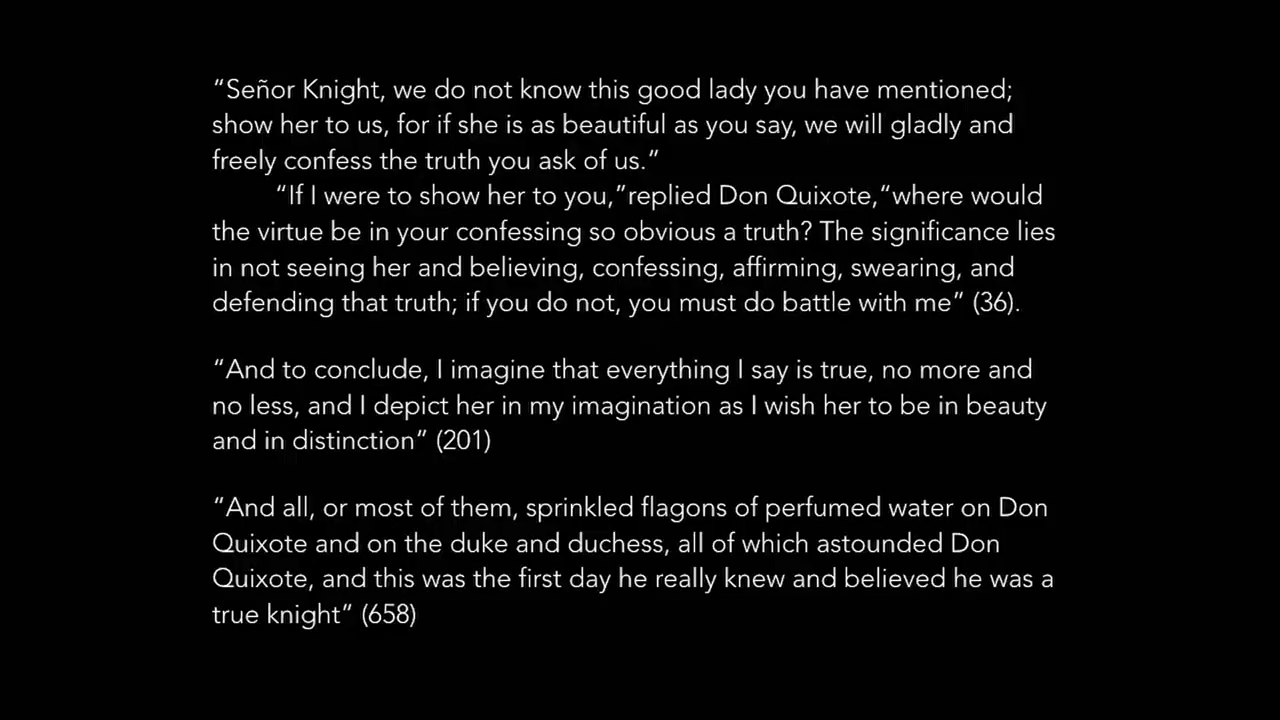 “Señor Knight, we do not know this good lady you have mentioned;
show her to us, for if she is as beautiful as you say, we will gladly and
freely confess the truth you ask of us.”
“If I were to show her to you,”replied Don Quixote,“where would
the virtue be in your confessing so obvious a truth? The significance lies
in not seeing her and believing, confessing, affirming, swearing, and
defending that truth; if you do not, you must do battle with me” (36).
“And to conclude, I imagine that everything I say is true, no more and
no less, and I depict her in my imagination as I wish her to be in beauty
and in distinction” (201)
“And all, or most of them, sprinkled flagons of perfumed water on Don
Quixote and on the duke and duchess, all of which astounded Don
Quixote, and this was the first day he really knew and believed he was a
true knight” (658)